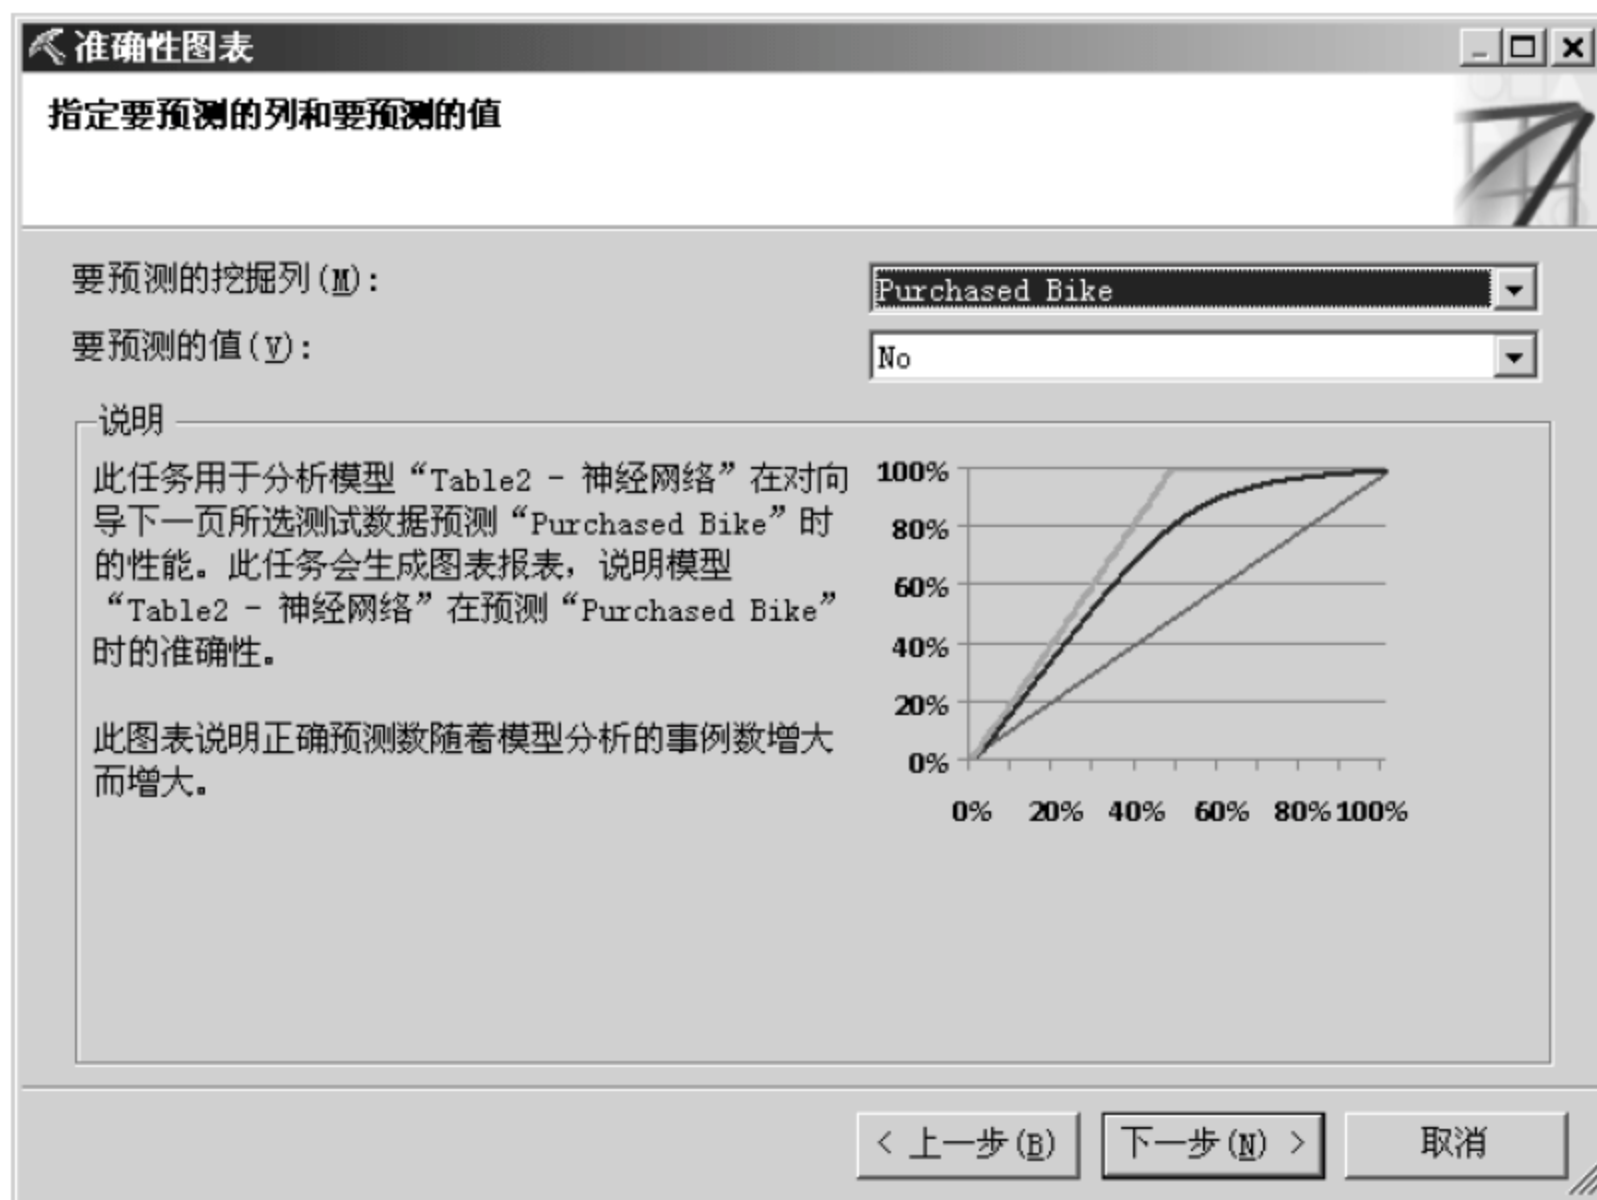 准确性图表
指定要预测的列和要预测的值
要预测的挖掘列(M):
Purchased Bike
要预测的值(V):
No
说明
此任务用于分析模型“Table2 - 神经网络”在对向
导下一页所选测试数据预测“Purchased Bike”时
的性能。此任务会生成图表报表，说明模型
“Table2 - 神经网络”在预测“Purchased Bike”
时的准确性。
此图表说明正确预测数随着模型分析的事例数增大
而增大。
100%
80%
60%
40%
20%
0%
0% 20% 40% 60% 80% 100%
< 上一步(B)
下一步(N) >
取消